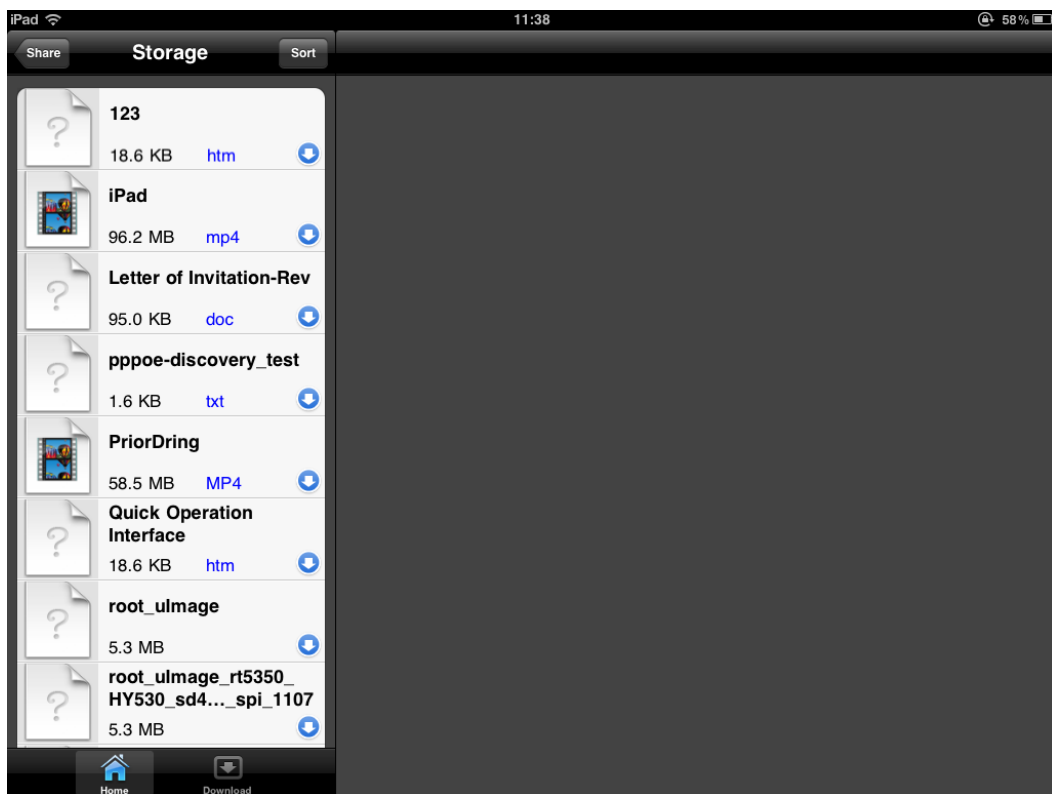 iPad 11:38 58%
Share Storage Sort
123
18.6 KB htm
iPad
96.2 MB mp4
Letter of Invitation-Rev
95.0 KB doc
pppoe-discovery_test
1.6 KB txt
PriorDring
58.5 MB MP4
Quick Operation
Interface
18.6 KB htm
root_uImage
5.3 MB
root_uImage_rt5350_
HY530_sd4..._spi_1107
5.3 MB
Home Download